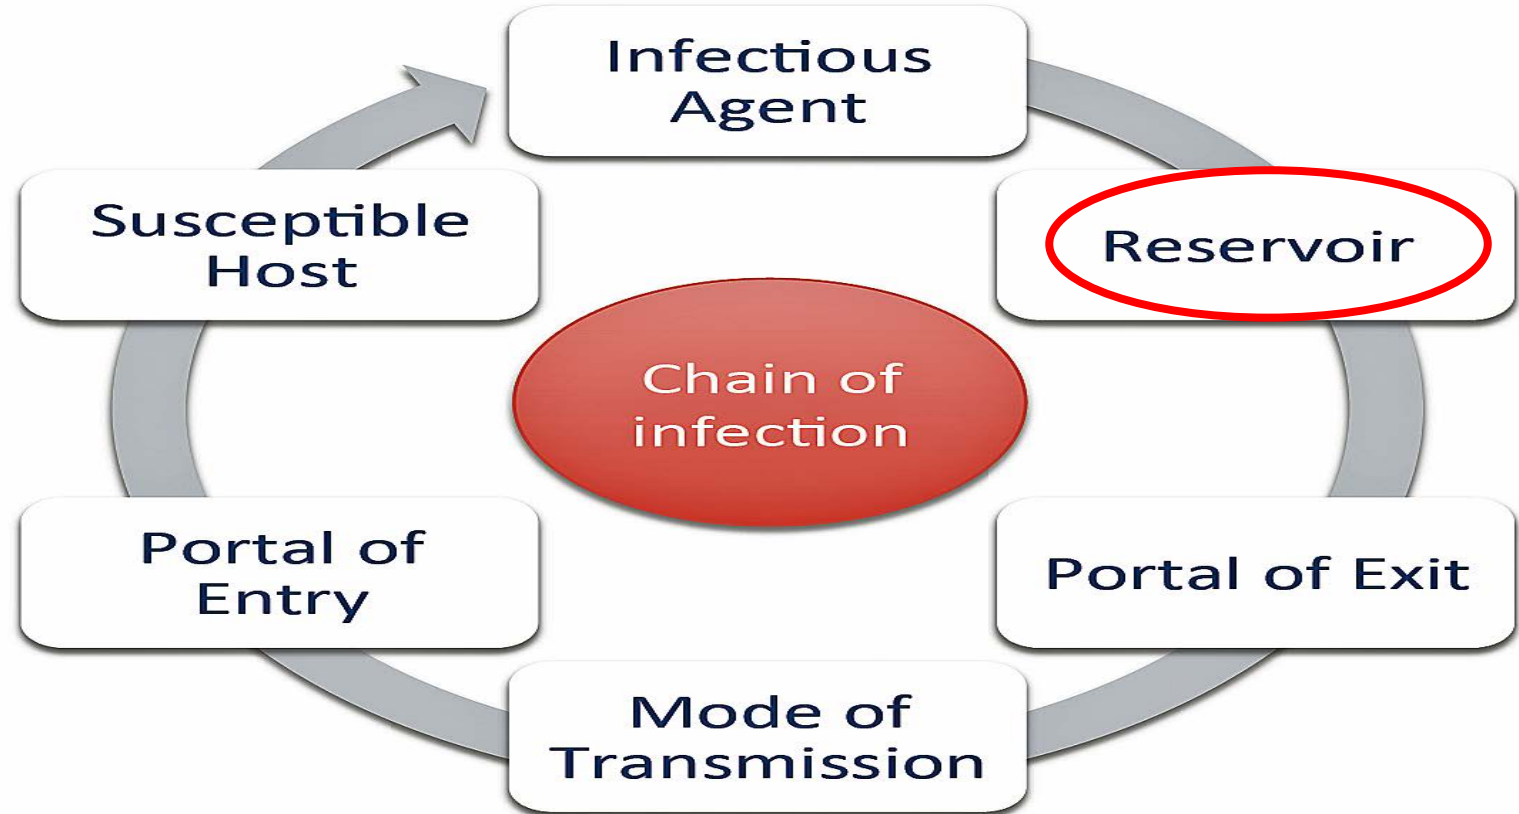 Infectious
Agent
Reservoir
Portal of Exit
Mode of
Transmission
Portal of
Entry
Susceptible
Host
Chain of
infection